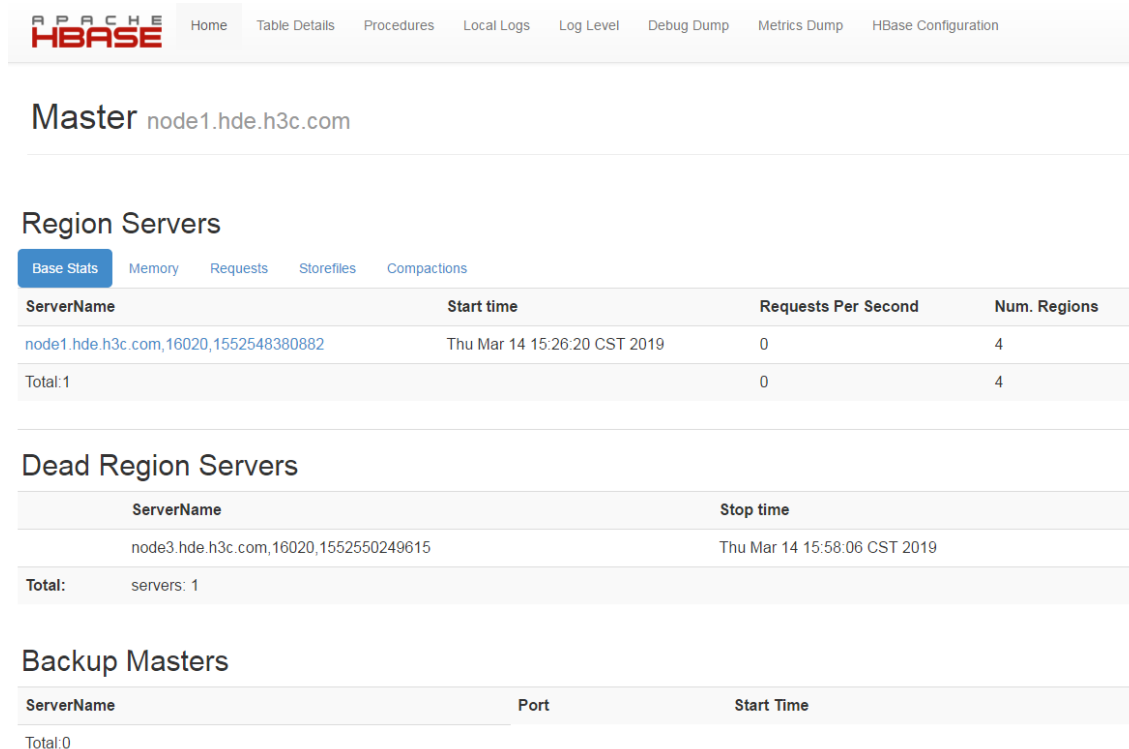 APACHE HBASE Home Table Details Procedures Local Logs Log Level Debug Dump Metrics Dump HBase Configuration
Master node1.hde.h3c.com
Region Servers
Base Stats Memory Requests Storefiles Compactions
ServerName Start time Requests Per Second Num. Regions
node1.hde.h3c.com,16020,1552548380882 Thu Mar 14 15:26:20 CST 2019 0 4
Total:1 0 4
Dead Region Servers
ServerName Stop time
node3.hde.h3c.com,16020,1552550249615 Thu Mar 14 15:58:06 CST 2019
Total: servers: 1
Backup Masters
ServerName Port Start Time
Total:0